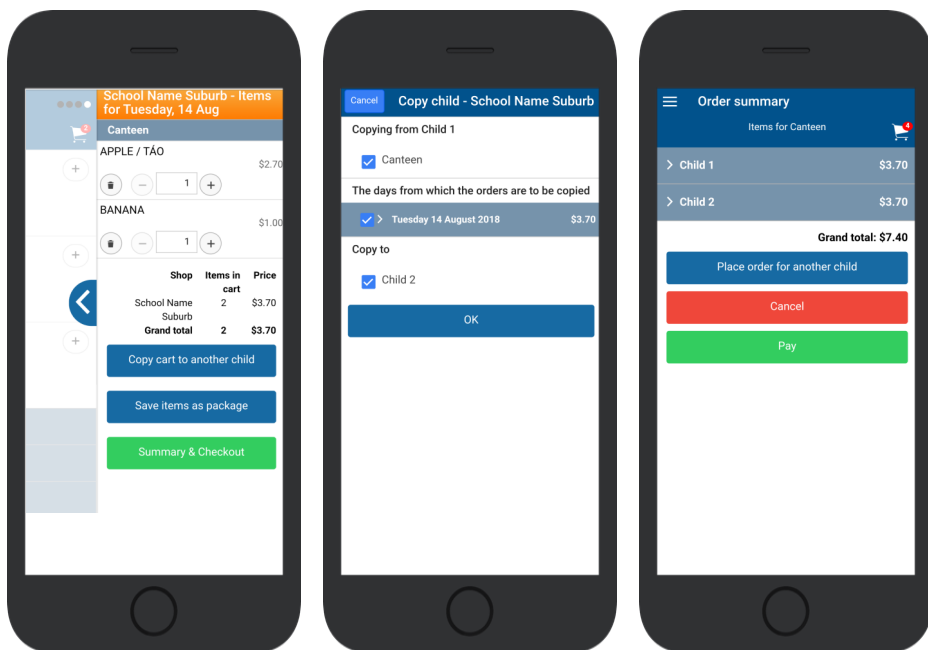 School Name Suburb - Items
for Tuesday, 14 Aug
2
Canteen
APPLE / TÁO
$2.70
1
BANANA
$1.00
1
Shop Items in Price
cart
School Name 2 $3.70
Suburb
Grand total 2 $3.70
Copy cart to another child
Save items as package
Summary & Checkout
Cancel Copy child - School Name Suburb
Copying from Child 1
Canteen
The days from which the orders are to be copied
Tuesday 14 August 2018 $3.70
Copy to
Child 2
OK
Order summary
Items for Canteen
4
Child 1 $3.70
Child 2 $3.70
Grand total: $7.40
Place order for another child
Cancel
Pay